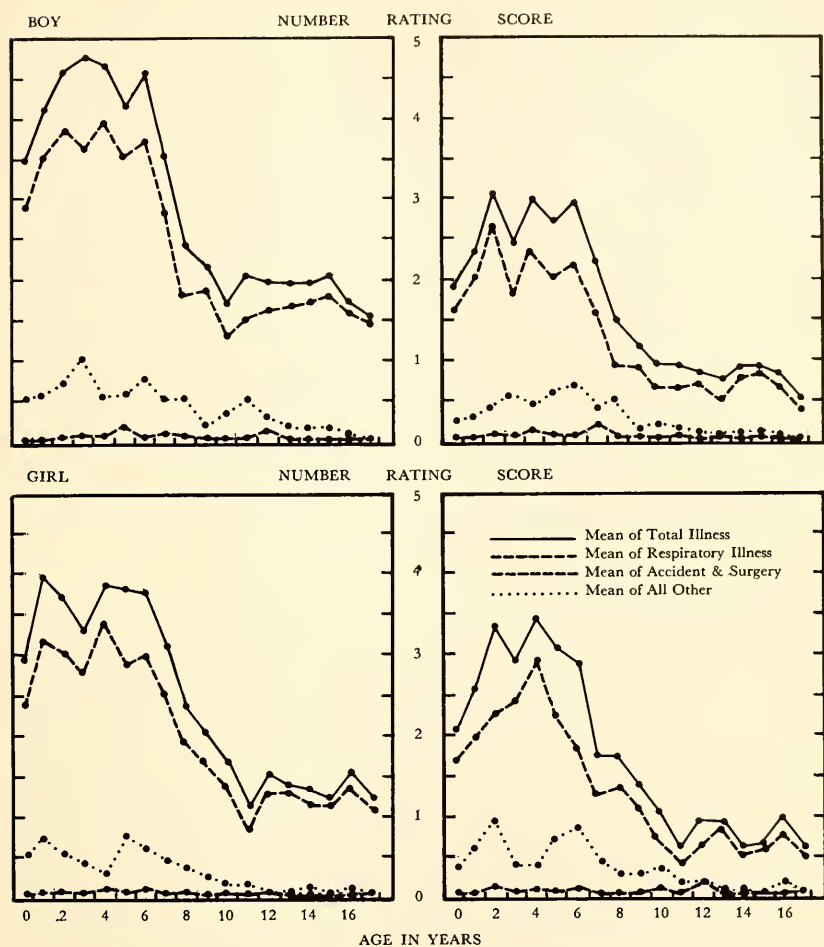 BOY NUMBER RATING SCORE
5
4
3
2
1
0
GIRL NUMBER RATING SCORE
5
4
3
2
1
0
Mean of Total Illness
Mean of Respiratory Illness
Mean of Accident & Surgery
Mean of All Other
0 2 4 6 8 10 12 14 16 0 2 4 6 8 10 12 14 16
AGE IN YEARS